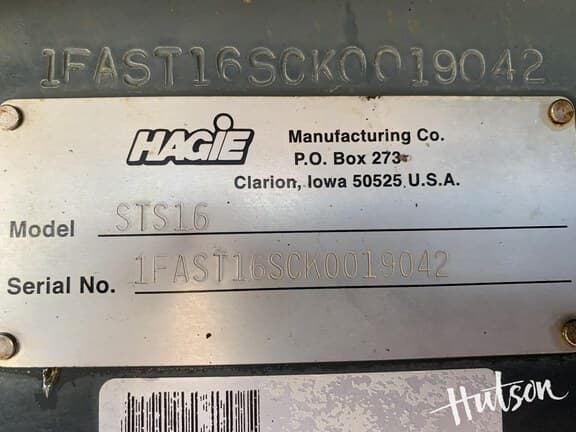 1FAST16SCK0019042
HAGIE
Manufacturing Co.
P.O. Box 273
Clarion, Iowa 50525 U.S.A.
Model STS16
Serial No. 1FAST16SCK0019042
Hutson